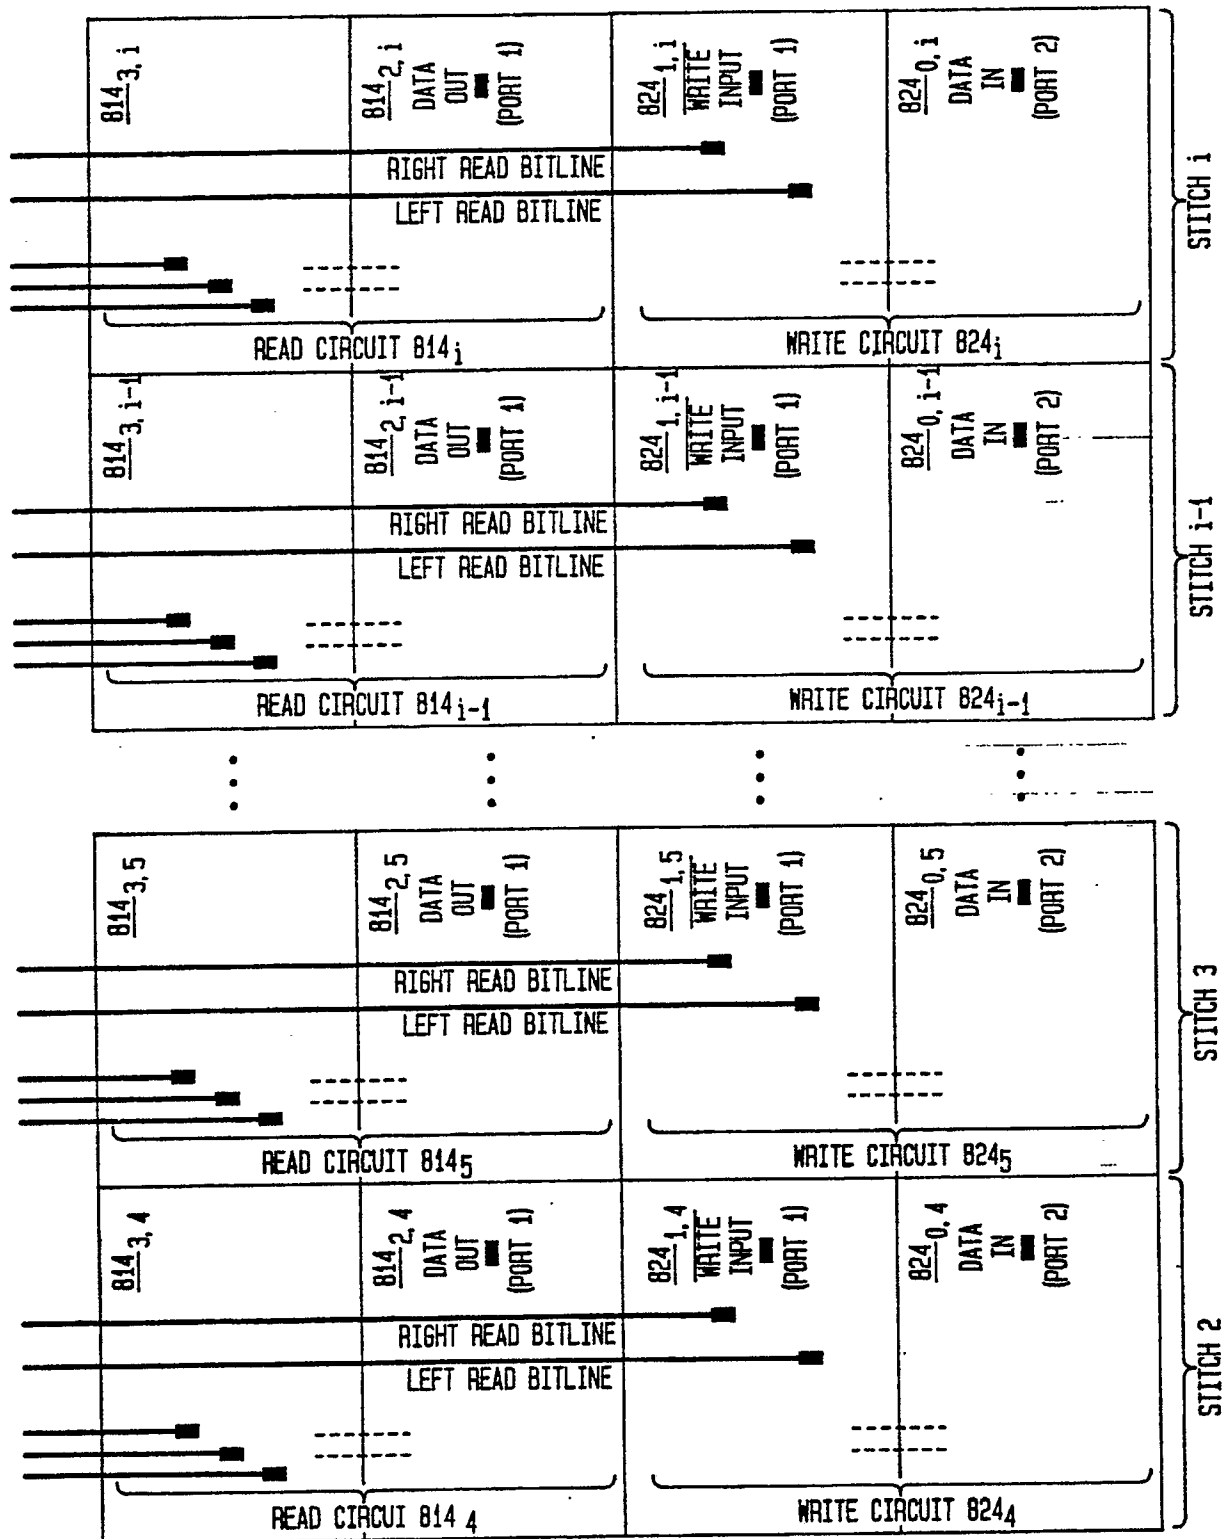 814 3, i
814 2, i
DATA
OUT
(PORT 1)
824 1, i
WRITE
INPUT
(PORT 1)
824 0, i
DATA
IN
(PORT 2)
RIGHT READ BITLINE
LEFT READ BITLINE
READ CIRCUIT 814i
WRITE CIRCUIT 824i
STITCH i
814 3, i-1
814 2, i-1
DATA
OUT
(PORT 1)
824 1, i-1
WRITE
INPUT
(PORT 1)
824 0, i-1
DATA
IN
(PORT 2)
RIGHT READ BITLINE
LEFT READ BITLINE
READ CIRCUIT 814i-1
WRITE CIRCUIT 824i-1
STITCH i-1
814 3, 5
814 2, 5
DATA
OUT
(PORT 1)
824 1, 5
WRITE
INPUT
(PORT 1)
824 0, 5
DATA
IN
(PORT 2)
RIGHT READ BITLINE
LEFT READ BITLINE
READ CIRCUIT 8145
WRITE CIRCUIT 8245
STITCH 3
814 3, 4
814 2, 4
DATA
OUT
(PORT 1)
824 1, 4
WRITE
INPUT
(PORT 1)
824 0, 4
DATA
IN
(PORT 2)
RIGHT READ BITLINE
LEFT READ BITLINE
READ CIRCUI 814 4
WRITE CIRCUIT 8244
STITCH 2